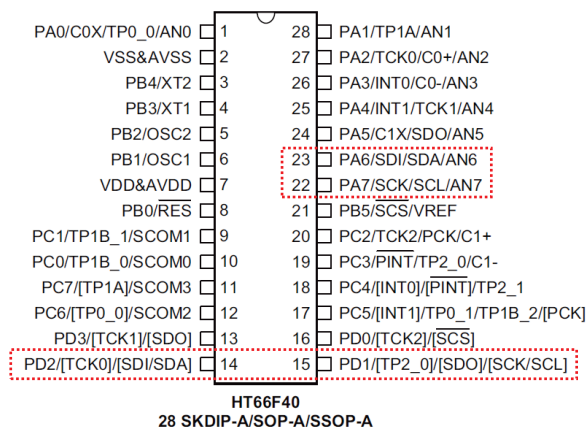 PA0/C0X/TP0_0/AN0 1 28 PA1/TP1A/AN1
VSS&AVSS 2 27 PA2/TCK0/C0+/AN2
PB4/XT2 3 26 PA3/INT0/C0-/AN3
PB3/XT1 4 25 PA4/INT1/TCK1/AN4
PB2/OSC2 5 24 PA5/C1X/SDO/AN5
PB1/OSC1 6 23 PA6/SDI/SDA/AN6
VDD&AVDD 7 22 PA7/SCK/SCL/AN7
PB0/RES 8 21 PB5/SCS/VREF
PC1/TP1B_1/SCOM1 9 20 PC2/TCK2/PCK/C1+
PC0/TP1B_0/SCOM0 10 19 PC3/PINT/TP2_0/C1-
PC7/[TP1A]/SCOM3 11 18 PC4/[INT0]/[PINT]/TP2_1
PC6/[TP0_0]/SCOM2 12 17 PC5/[INT1]/TP0_1/TP1B_2/[PCK]
PD3/[TCK1]/[SDO] 13 16 PD0/[TCK2]/[SCS]
PD2/[TCK0]/[SDI/SDA] 14 15 PD1/[TP2_0]/[SDO]/[SCK/SCL]
HT66F40
28 SKDIP-A/SOP-A/SSOP-A